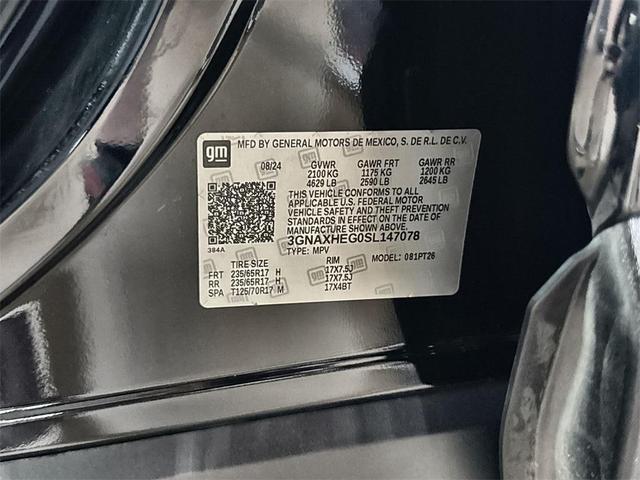 gm
MFD BY GENERAL MOTORS DE MEXICO, S. DE R.L. DE C.V.
08/24 GVWR GAWR FRT GAWR RR
2100 KG 1175 KG 1200 KG
4629 LB 2590 LB 2645 LB
THIS VEHICLE CONFORMS TO ALL
APPLICABLE U.S. FEDERAL MOTOR
VEHICLE SAFETY AND THEFT PREVENTION
STANDARDS IN EFFECT ON THE DATE OF
MANUFACTURE SHOWN ABOVE.
3GNAXHEG0SL147078
384A
TYPE: MPV MODEL: 081PT26
TIRE SIZE RIM
FRT 235/65R17 H 17X7.5J
RR 235/65R17 H 17X7.5J
SPA T125/70R17 M 17X4BT